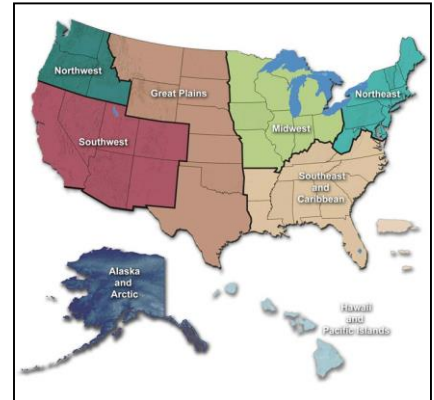 Northwest
Great Plains
Northeast
Midwest
Southwest
Southeast
and
Caribbean
Alaska
and
Arctic
Hawaii
and
Pacific Islands